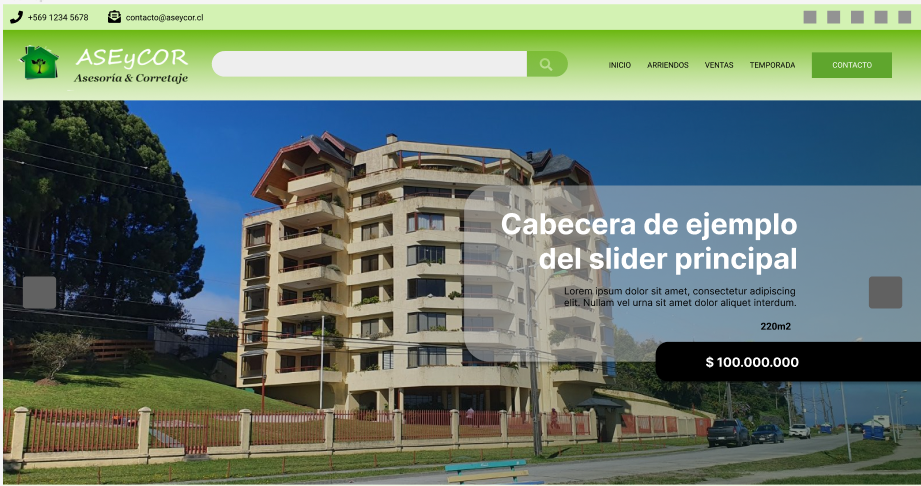 +569 1234 5678
contacto@aseycor.cl
ASEyCOR
Asesoría & Corretaje
INICIO ARRIENDOS VENTAS TEMPORADA CONTACTO
Cabecera de ejemplo
del slider principal
Lorem ipsum dolor sit amet, consectetur adipiscing
elit. Nullam vel urna sit amet dolor aliquet interdum.
220m2
$ 100.000.000